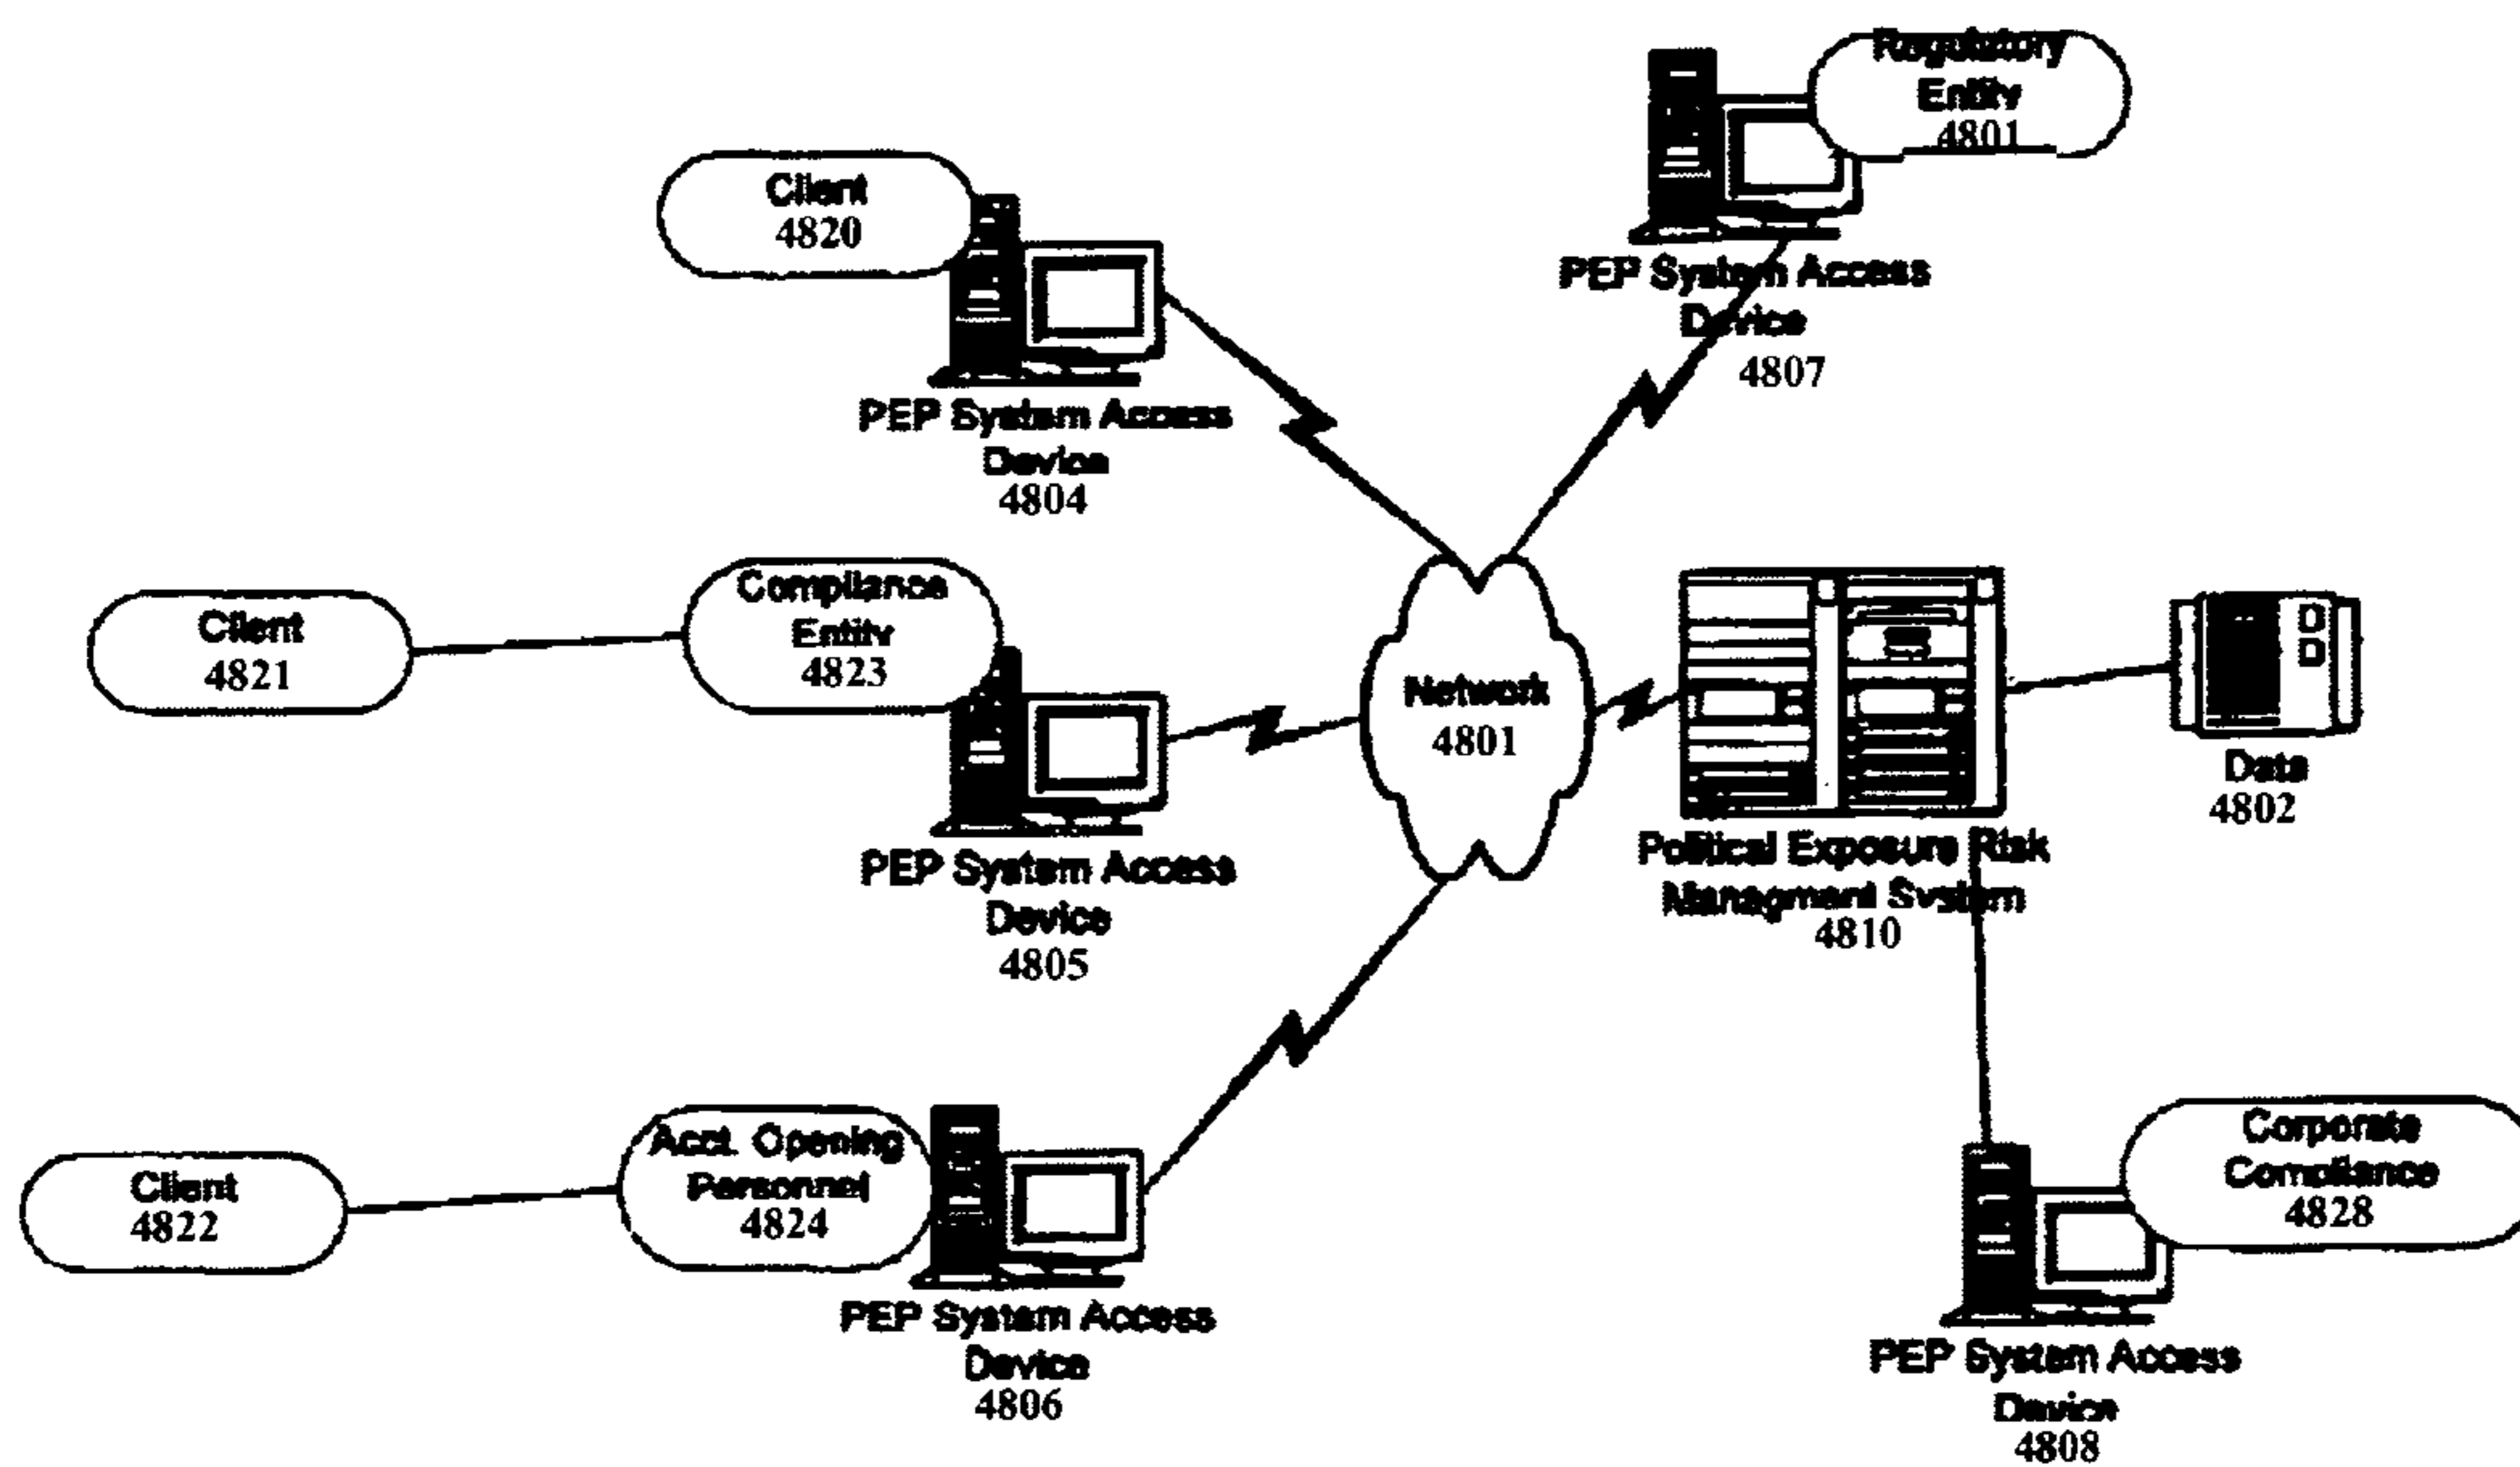 Regulatory
Entity
4801
PEP System Access
Device
4807
Client
4820
PEP System Access
Device
4804
Client
4821
Compliance
Entity
4823
PEP System Access
Device
4805
Network
4801
Political Exposure Risk
Managment System
4810
Data
4802
Client
4822
Acct. Opening
Personnel
4824
PEP System Access
Device
4806
Corporate
Compliance
4828
PEP System Access
Device
4808